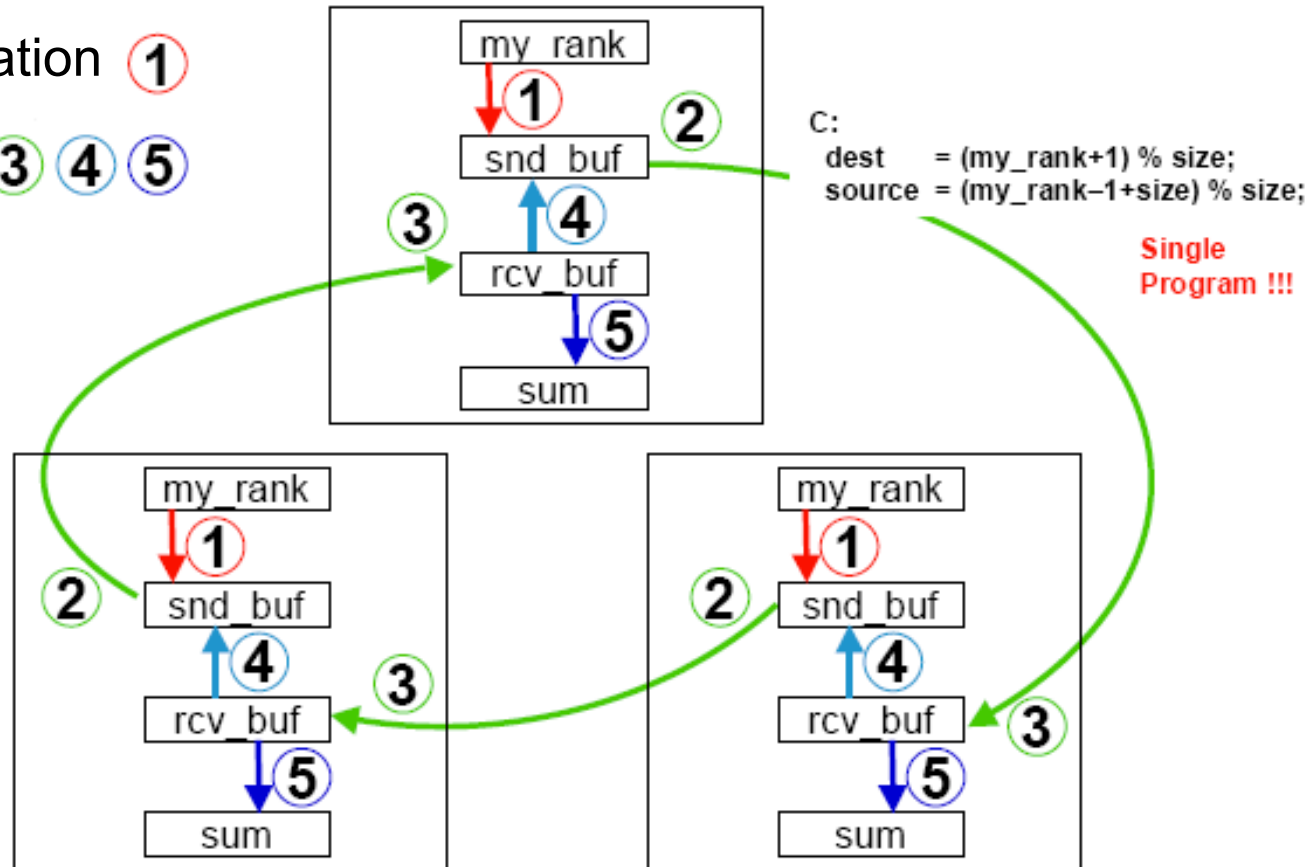 ation ①
my_rank
①
②
snd_buf
C:
dest = (my_rank+1) % size;
source = (my_rank–1+size) % size;
3 ④ ⑤
③
④
Single
Program !!!
rcv_buf
⑤
sum
my_rank
①
②
snd_buf
④
③
rcv_buf
⑤
sum
my_rank
①
②
snd_buf
④
rcv_buf
③
⑤
sum